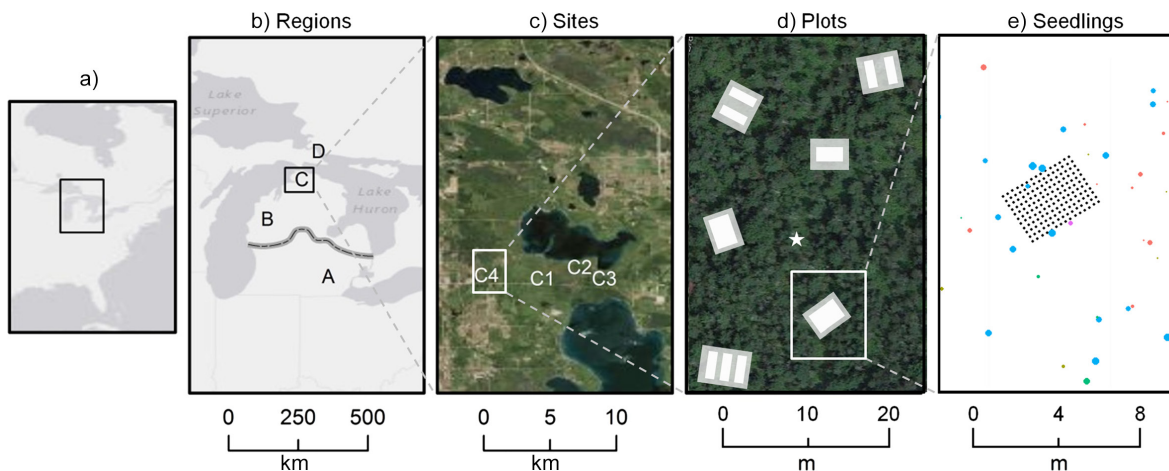 a)
b) Regions
c) Sites
d) Plots
e) Seedlings
Lake
Superior
D
C
Lake
Huron
B
A
C4
C1
C2
C3
0 250 500
km
0 5 10
km
0 20
m
0 4 8
m